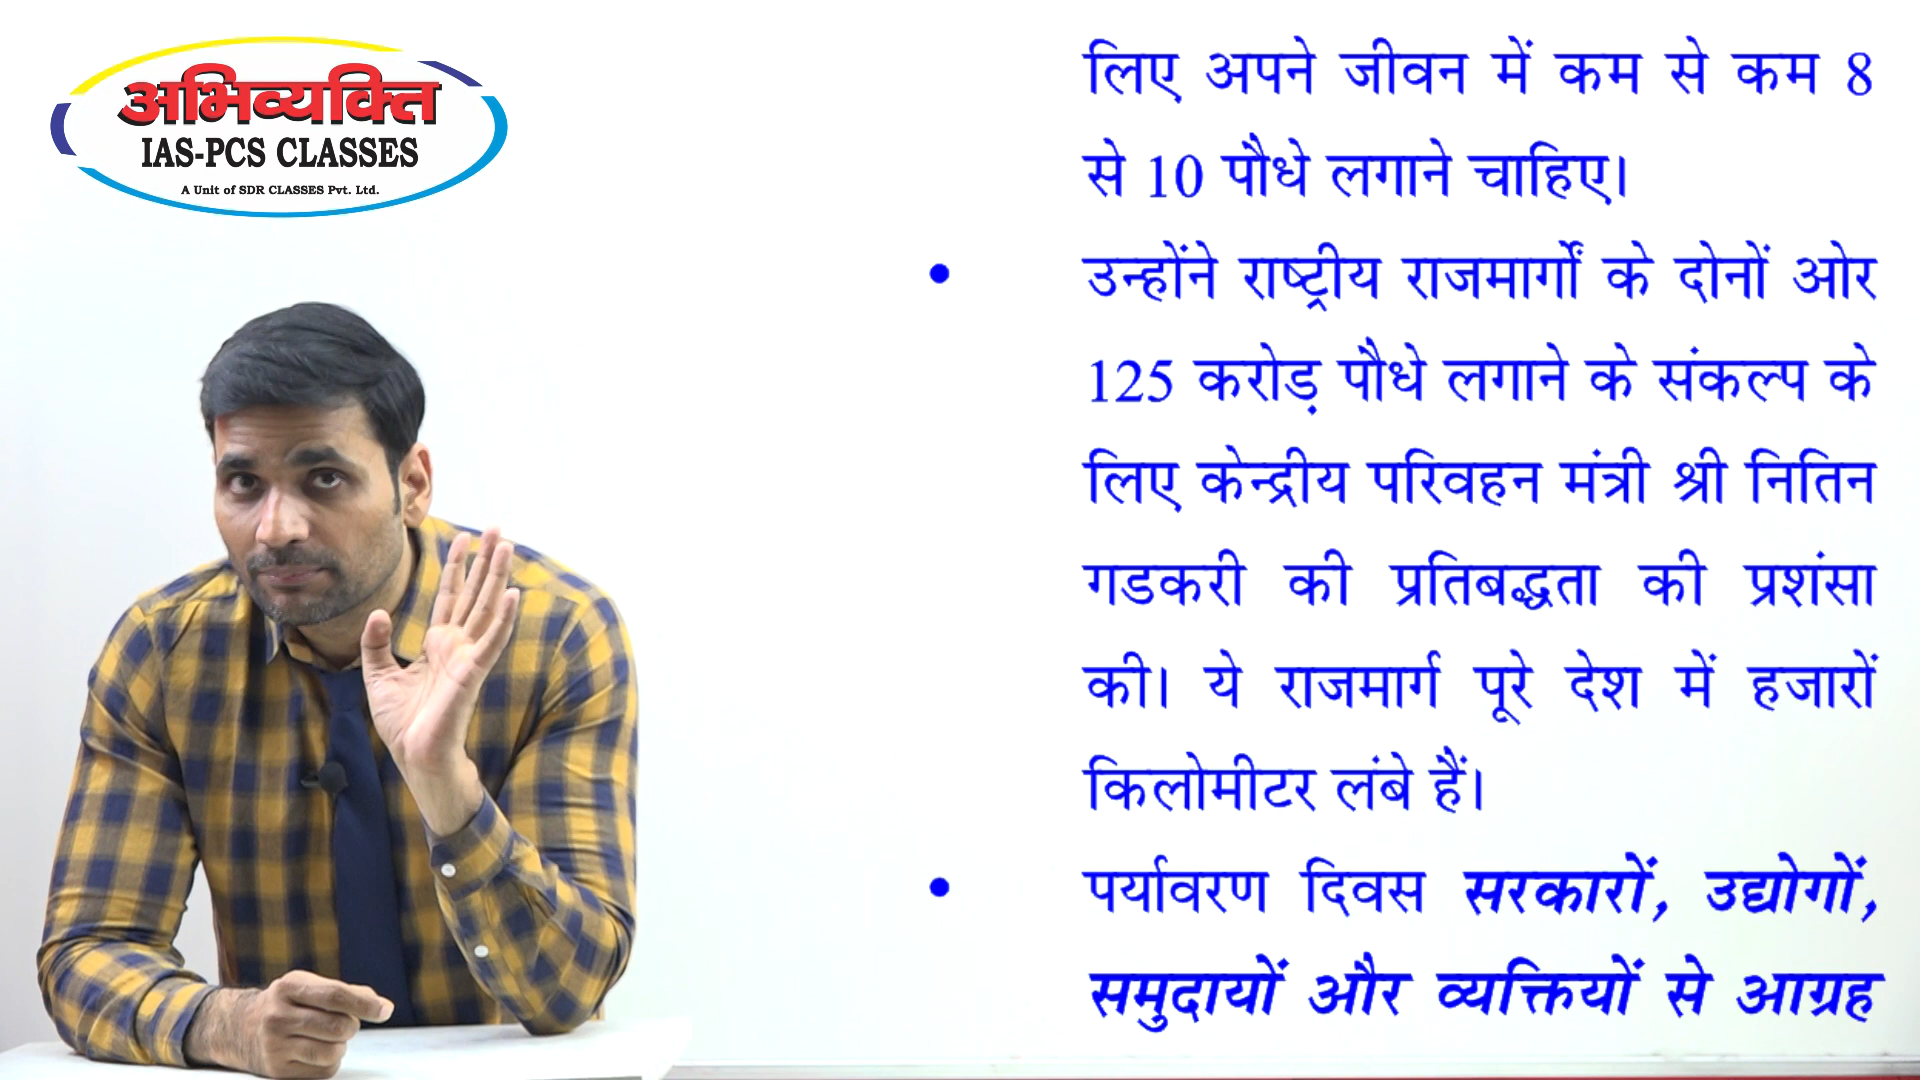 अभिव्यक्ति
IAS-PCS CLASSES
A Unit of SDR CLASSES Pvt. Ltd.
लिए अपने जीवन में कम से कम 8
से 10 पौधे लगाने चाहिए।
• उन्होंने राष्ट्रीय राजमार्गों के दोनों ओर
125 करोड़ पौधे लगाने के संकल्प के
लिए केन्द्रीय परिवहन मंत्री श्री नितिन
गडकरी की प्रतिबद्धता की प्रशंसा
की। ये राजमार्ग पूरे देश में हजारों
किलोमीटर लंबे हैं।
• पर्यावरण दिवस सरकारों, उद्योगों,
समुदायों और व्यक्तियों से आग्रह